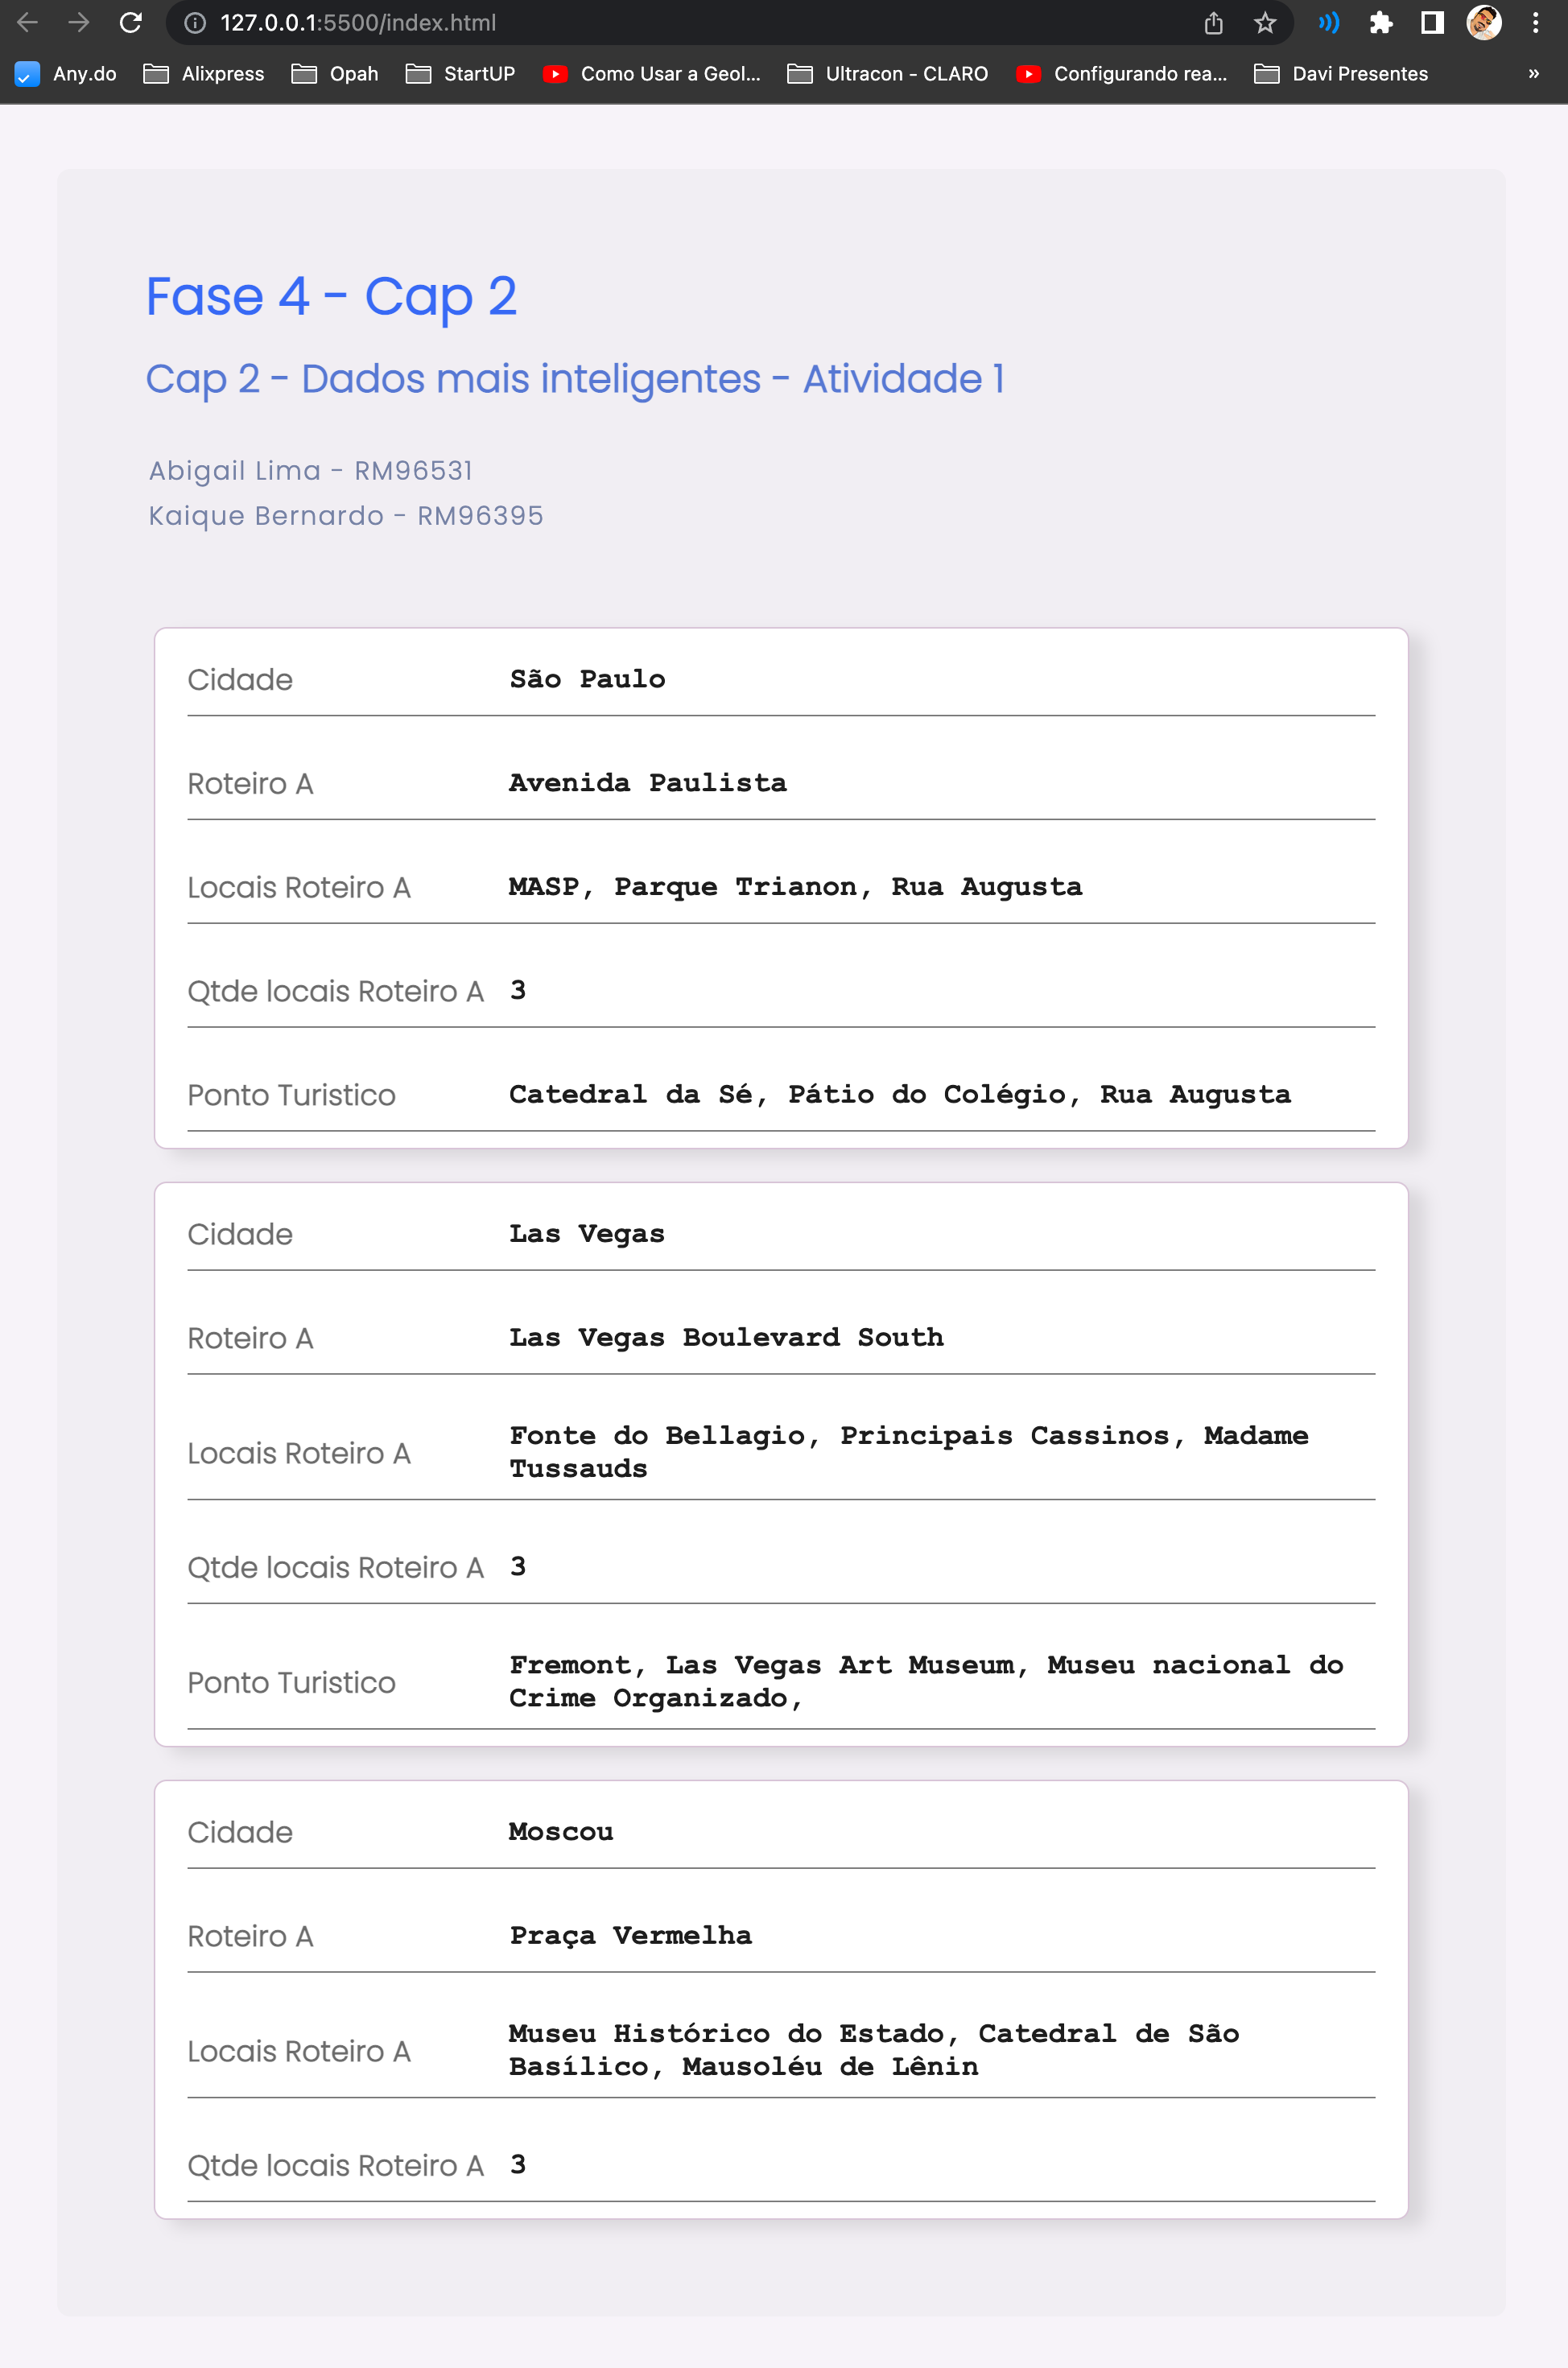 127.0.0.1:5500/index.html
Any.do Alixpress Opah StartUP Como Usar a Geol... Ultracon - CLARO Configurando rea... Davi Presentes »
Fase 4 - Cap 2
Cap 2 - Dados mais inteligentes - Atividade 1
Abigail Lima - RM96531
Kaique Bernardo - RM96395
Cidade São Paulo
Roteiro A Avenida Paulista
Locais Roteiro A MASP, Parque Trianon, Rua Augusta
Qtde locais Roteiro A 3
Ponto Turistico Catedral da Sé, Pátio do Colégio, Rua Augusta
Cidade Las Vegas
Roteiro A Las Vegas Boulevard South
Locais Roteiro A Fonte do Bellagio, Principais Cassinos, Madame
Tussauds
Qtde locais Roteiro A 3
Ponto Turistico Fremont, Las Vegas Art Museum, Museu nacional do
Crime Organizado,
Cidade Moscou
Roteiro A Praça Vermelha
Locais Roteiro A Museu Histórico do Estado, Catedral de São
Basílico, Mausoléu de Lênin
Qtde locais Roteiro A 3